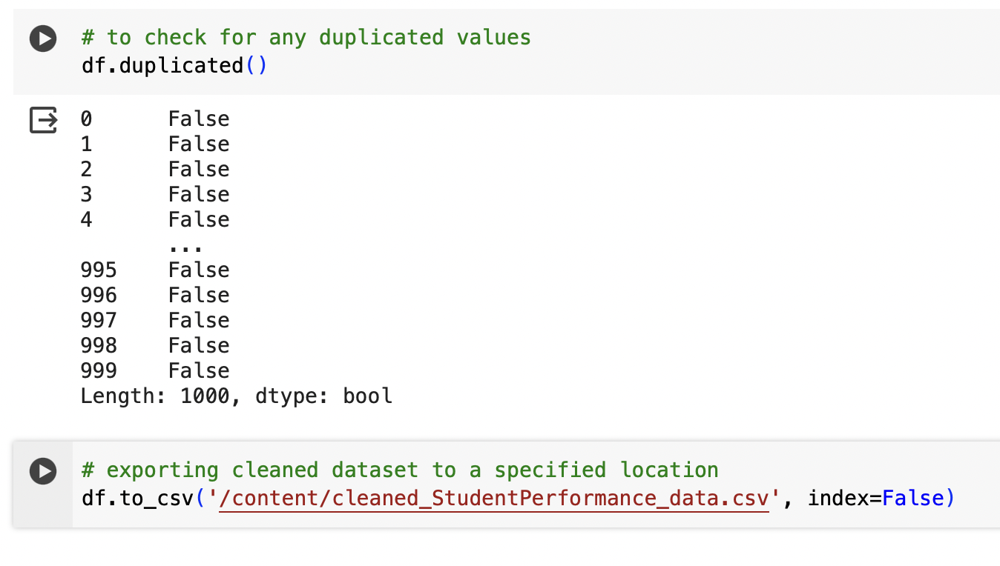 # to check for any duplicated values
df.duplicated()
0      False
1      False
2      False
3      False
4      False
       ...
995    False
996    False
997    False
998    False
999    False
Length: 1000, dtype: bool
# exporting cleaned dataset to a specified location
df.to_csv('/content/cleaned_StudentPerformance_data.csv', index=False)